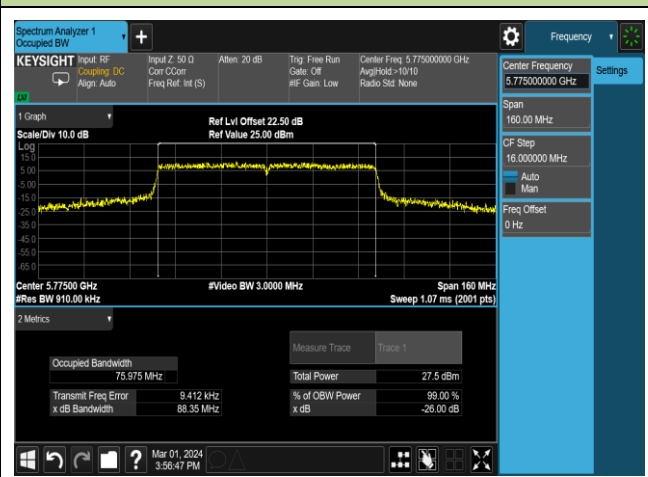 Spectrum Analyzer 1
Occupied BW
Frequency
KEYSIGHT
Input: RF
Coupling: DC
Align: Auto
Input Z: 50 Ω
Corr CCorr
Freq Ref: Int (S)
Atten: 20 dB
Trig: Free Run
Gate: Off
#IF Gain: Low
Center Freq: 5.775000000 GHz
Avg|Hold:>10/10
Radio Std: None
Center Frequency
5.775000000 GHz
Settings
Span
160.00 MHz
CF Step
16.000000 MHz
Auto
Man
Freq Offset
0 Hz
1 Graph
Scale/Div 10.0 dB
Ref Lvl Offset 22.50 dB
Ref Value 25.00 dBm
Log
15.0
5.00
-5.00
-15.0
-25.0
-35.0
-45.0
-55.0
-65.0
Center 5.77500 GHz
#Video BW 3.0000 MHz
Span 160 MHz
#Res BW 910.00 kHz
Sweep 1.07 ms (2001 pts)
2 Metrics
Measure Trace
Trace 1
Occupied Bandwidth
75.975 MHz
Total Power
27.5 dBm
Transmit Freq Error
9.412 kHz
% of OBW Power
99.00 %
x dB Bandwidth
88.35 MHz
x dB
-26.00 dB
?
Mar 01, 2024
3:56:47 PM